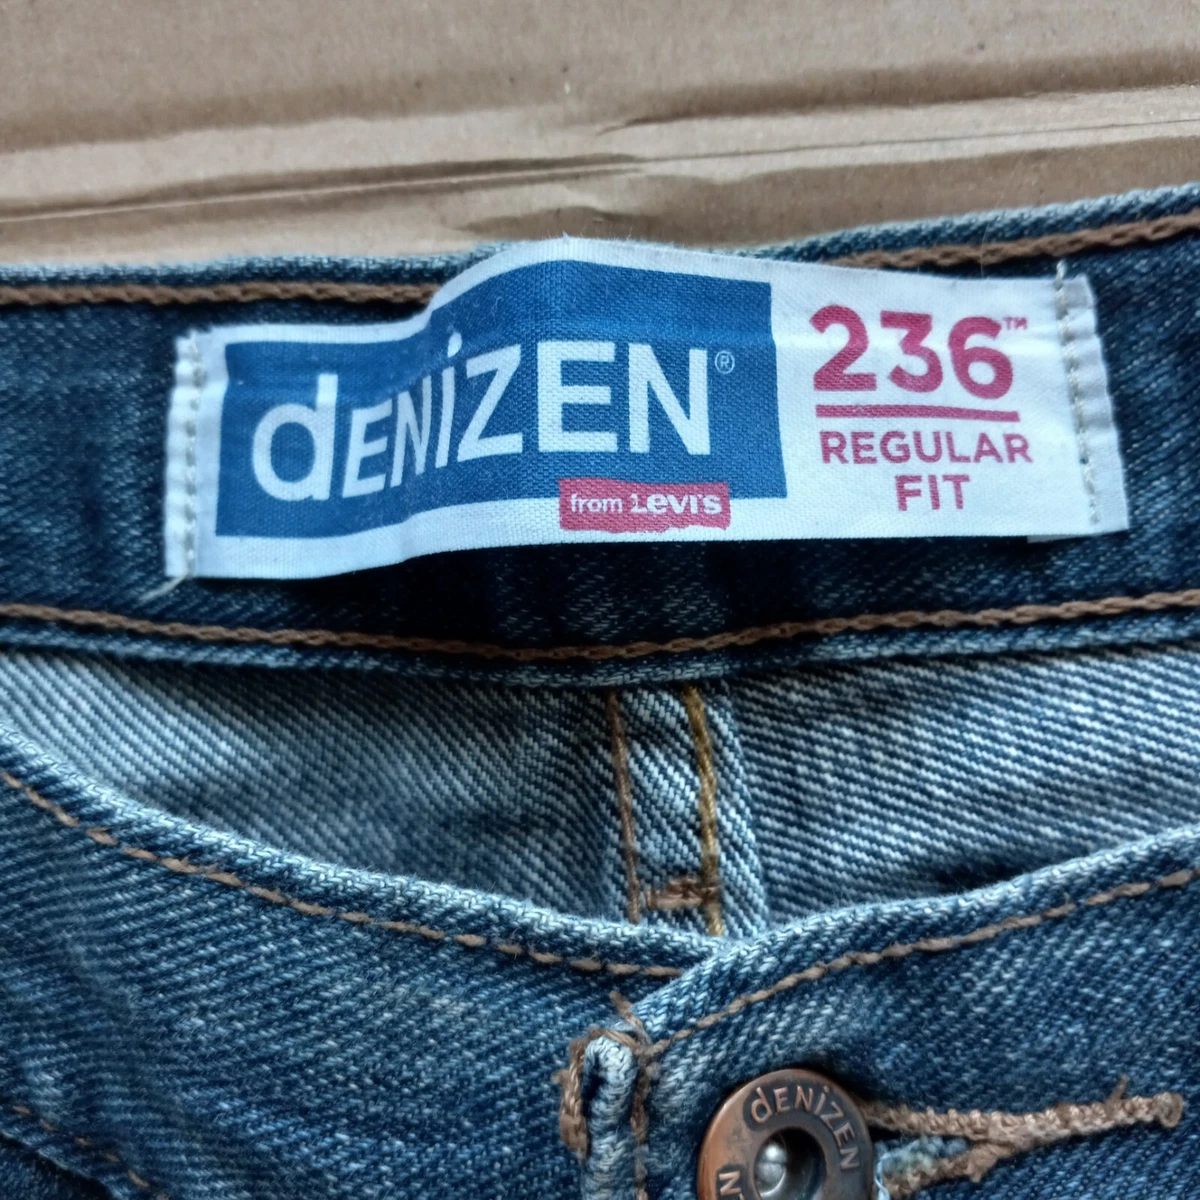 dENiZEN®
from Levi's
236™
REGULAR
FIT
dENiZEN